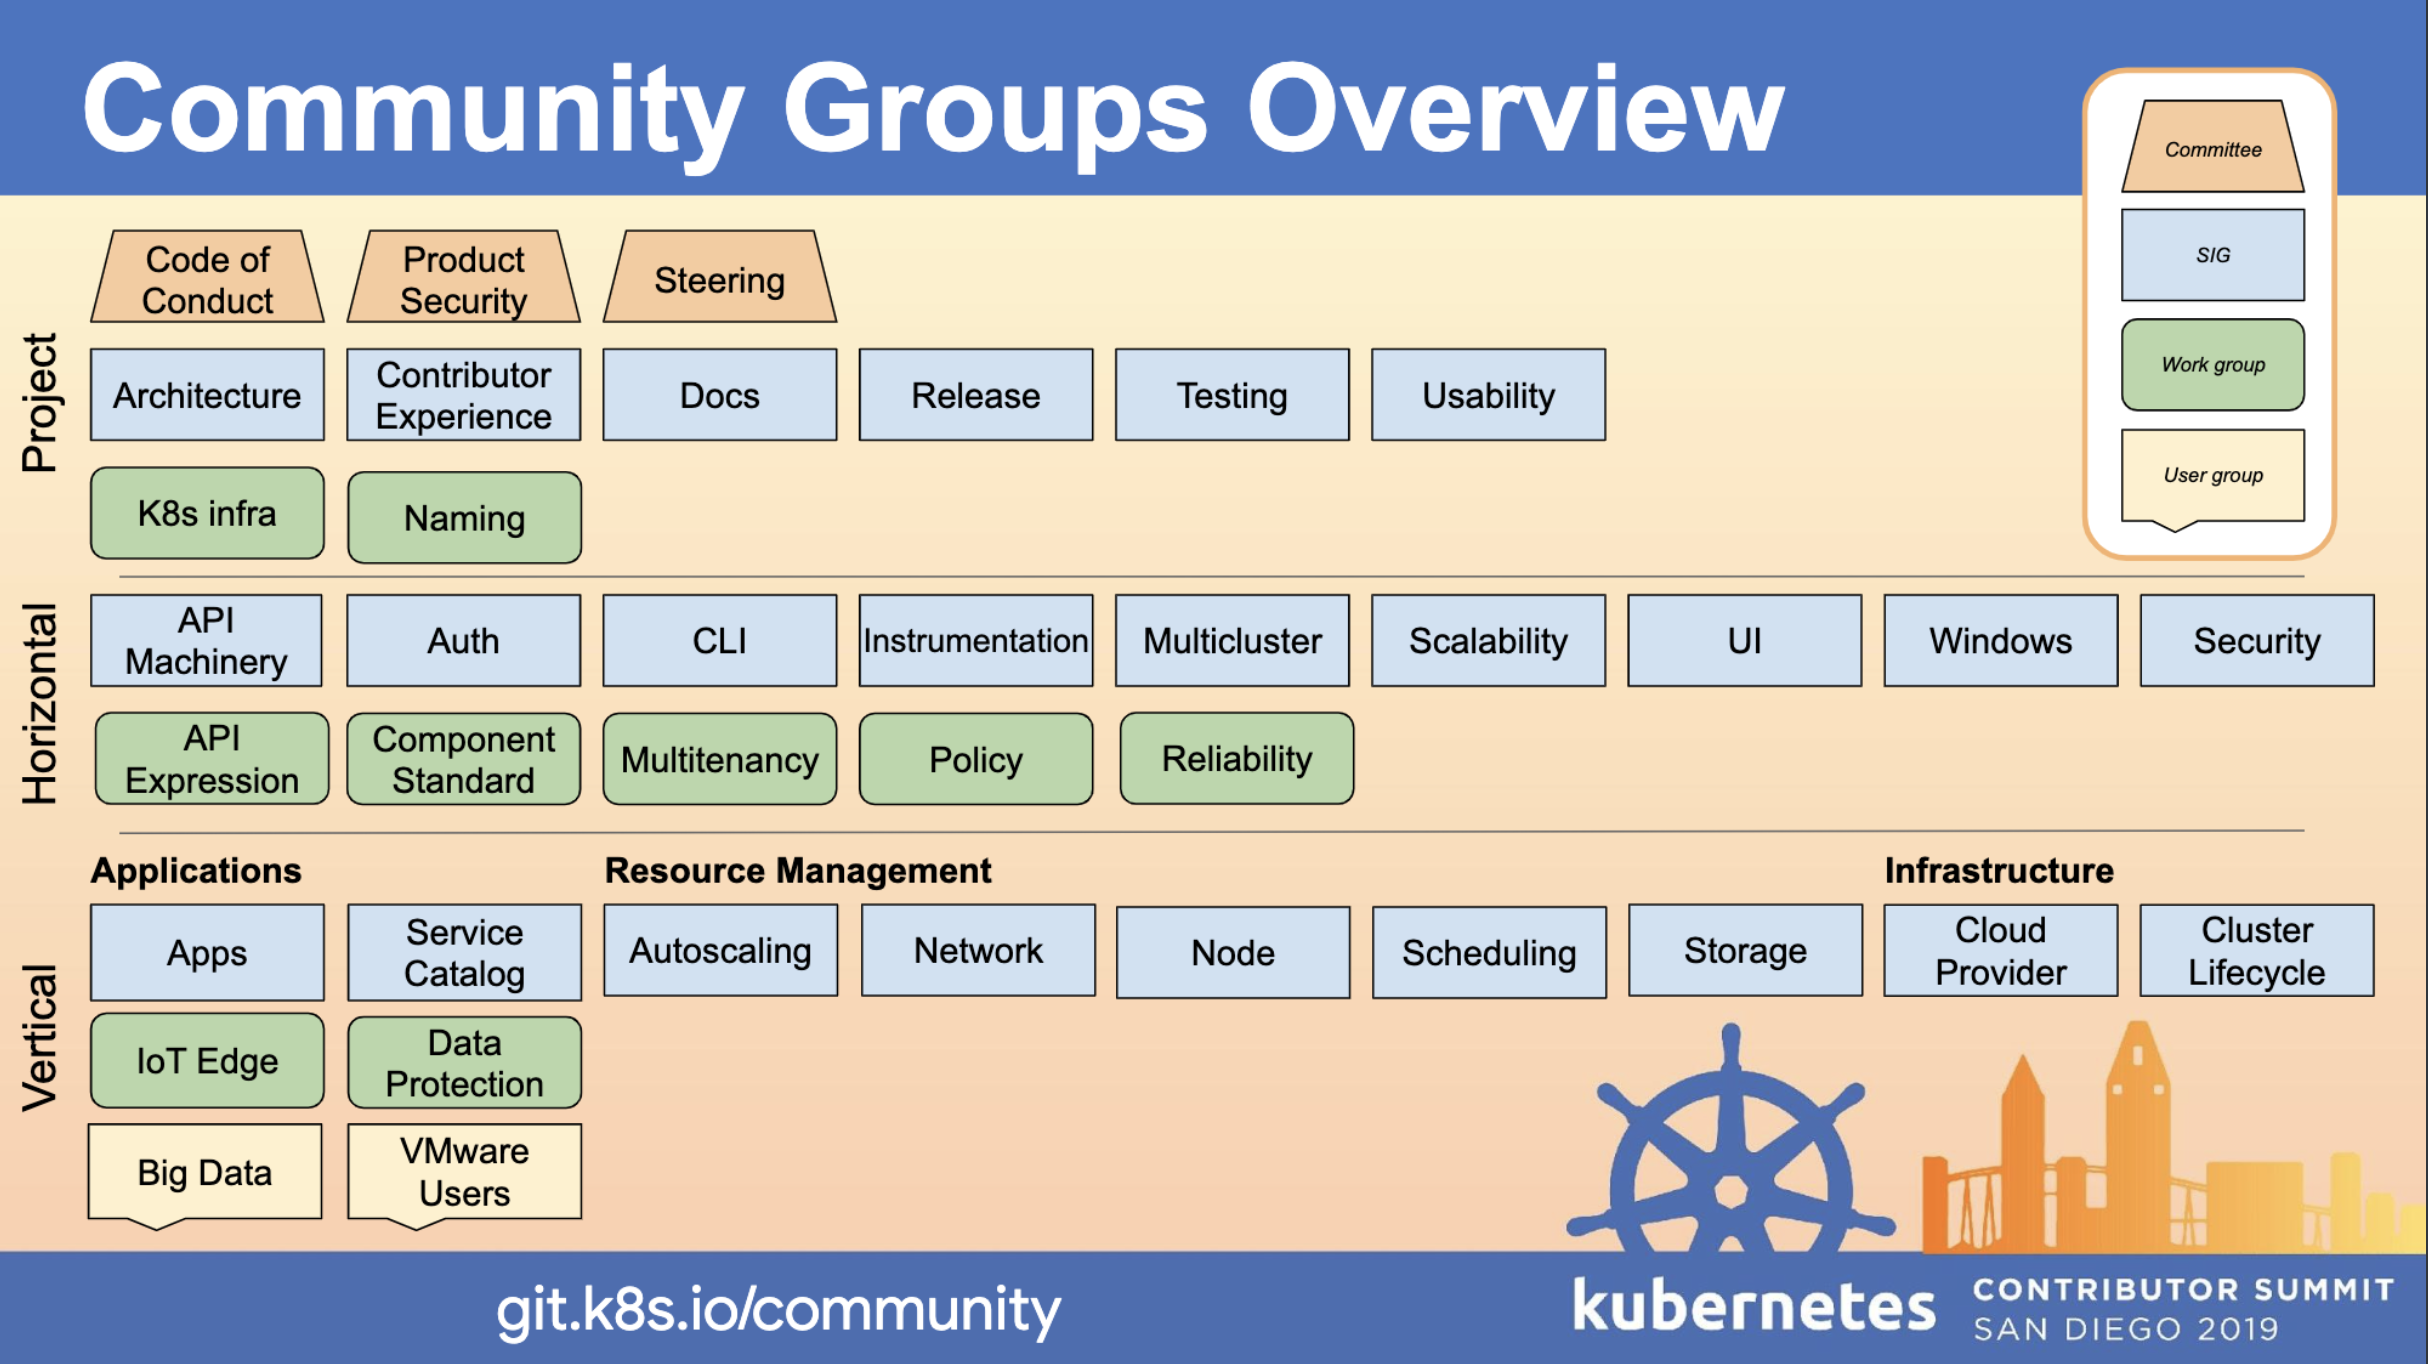 Community Groups Overview
Committee
SIG
Work group
User group
Project
Code of
Conduct
Product
Security
Steering
Architecture
Contributor
Experience
Docs
Release
Testing
Usability
K8s infra
Naming
Horizontal
API
Machinery
Auth
CLI
Instrumentation
Multicluster
Scalability
UI
Windows
Security
API
Expression
Component
Standard
Multitenancy
Policy
Reliability
Vertical
Applications
Resource Management
Infrastructure
Apps
Service
Catalog
Autoscaling
Network
Node
Scheduling
Storage
Cloud
Provider
Cluster
Lifecycle
IoT Edge
Data
Protection
Big Data
VMware
Users
git.k8s.io/community
kubernetes
CONTRIBUTOR SUMMIT
SAN DIEGO 2019